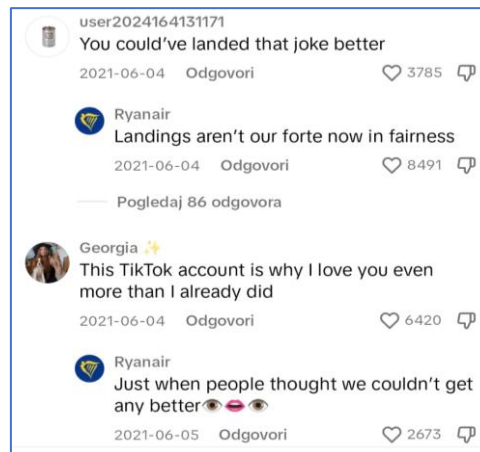 user2024164131171
You could've landed that joke better
2021-06-04 Odgovori 3785
Ryanair
Landings aren't our forte now in fairness
2021-06-04 Odgovori 8491
Pogledaj 86 odgovora
Georgia ✨
This TikTok account is why I love you even
more than I already did
2021-06-04 Odgovori 6420
Ryanair
Just when people thought we couldn't get
any better👁️👄👁️
2021-06-05 Odgovori 2673